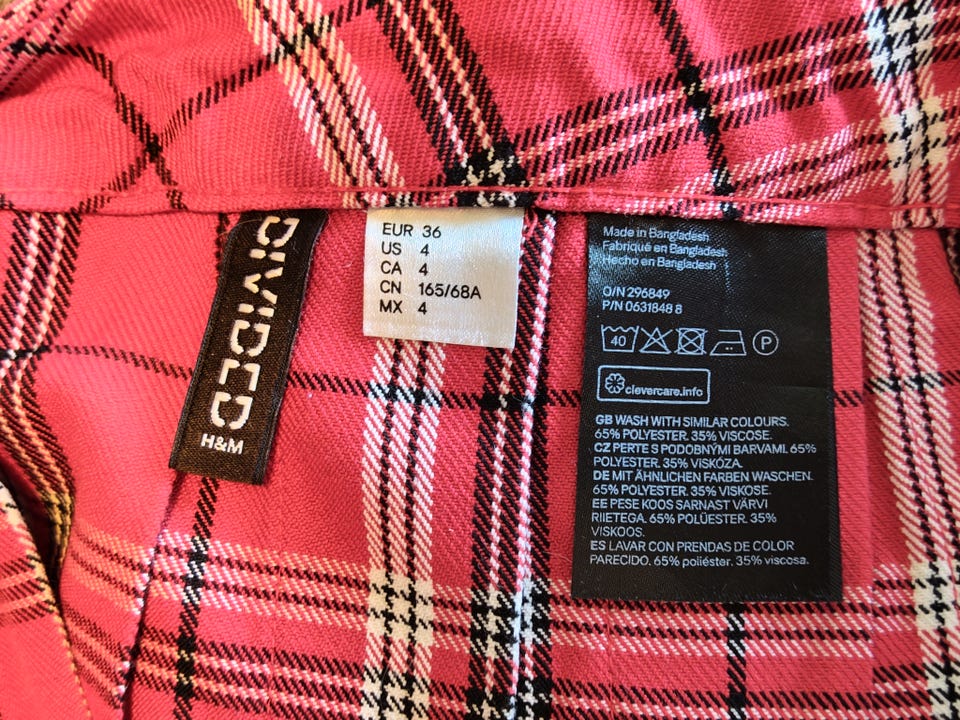 DIVIDED
H&M
EUR 36
US 4
CA 4
CN 165/68A
MX 4
Made in Bangladesh
Fabriqué en Bangladesh
Hecho en Bangladesh
O/N 296849
P/N 0631848 8
40
P
clevercare.info
GB WASH WITH SIMILAR COLOURS.
65% POLYESTER. 35% VISCOSE.
CZ PERTE S PODOBNÝMI BARVAMI. 65%
POLYESTER. 35% VISKÓZA.
DE MIT ÄHNLICHEN FARBEN WASCHEN.
65% POLYESTER. 35% VISKOSE.
EE PESE KOOS SARNAST VÄRVI
RIIETEGA. 65% POLÜESTER. 35%
VISKOOS.
ES LAVAR CON PRENDAS DE COLOR
PARECIDO. 65% poliéster. 35% viscosa.